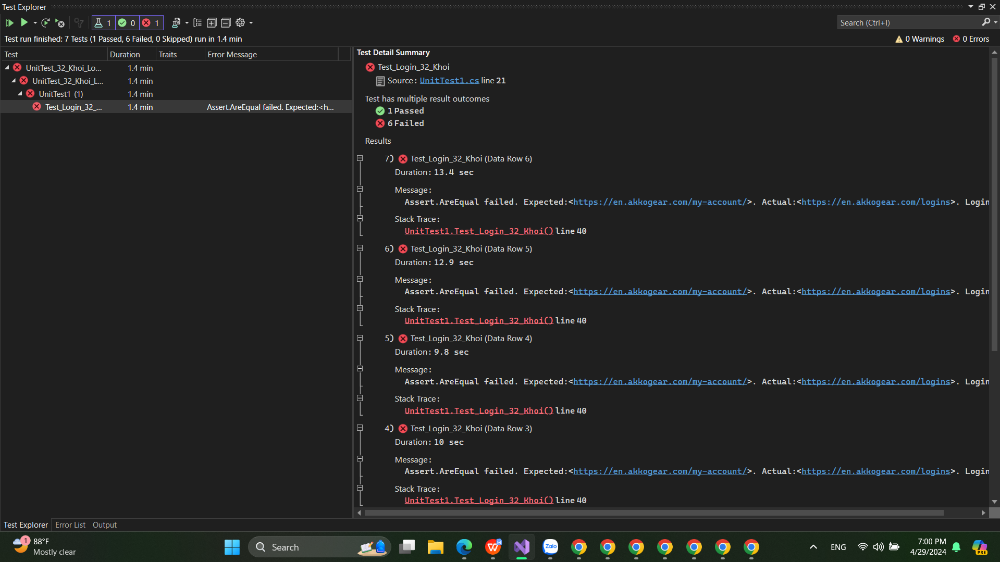 Test Explorer
1 0 1
Search (Ctrl+I)
Test run finished: 7 Tests (1 Passed, 6 Failed, 0 Skipped) run in 1.4 min
0 Warnings 0 Errors
Test Duration Traits Error Message
UnitTest_32_Khoi_Lo... 1.4 min
UnitTest_32_Khoi_L... 1.4 min
UnitTest1 (1) 1.4 min
Test_Login_32_... 1.4 min Assert.AreEqual failed. Expected:<h...
Test Detail Summary
Test_Login_32_Khoi
Source: UnitTest1.cs line 21
Test has multiple result outcomes
1 Passed
6 Failed
Results
7) Test_Login_32_Khoi (Data Row 6)
Duration: 13.4 sec
Message:
Assert.AreEqual failed. Expected:<https://en.akkogear.com/my-account/>. Actual:<https://en.akkogear.com/logins>. Login
Stack Trace:
UnitTest1.Test_Login_32_Khoi() line 40
6) Test_Login_32_Khoi (Data Row 5)
Duration: 12.9 sec
Message:
Assert.AreEqual failed. Expected:<https://en.akkogear.com/my-account/>. Actual:<https://en.akkogear.com/logins>. Login
Stack Trace:
UnitTest1.Test_Login_32_Khoi() line 40
5) Test_Login_32_Khoi (Data Row 4)
Duration: 9.8 sec
Message:
Assert.AreEqual failed. Expected:<https://en.akkogear.com/my-account/>. Actual:<https://en.akkogear.com/logins>. Login
Stack Trace:
UnitTest1.Test_Login_32_Khoi() line 40
4) Test_Login_32_Khoi (Data Row 3)
Duration: 10 sec
Message:
Assert.AreEqual failed. Expected:<https://en.akkogear.com/my-account/>. Actual:<https://en.akkogear.com/logins>. Login
Stack Trace:
UnitTest1.Test_Login_32_Khoi() line 40
Test Explorer Error List Output
1
88°F
Mostly clear
Search
W
Zalo
ENG
7:00 PM
4/29/2024
PRE